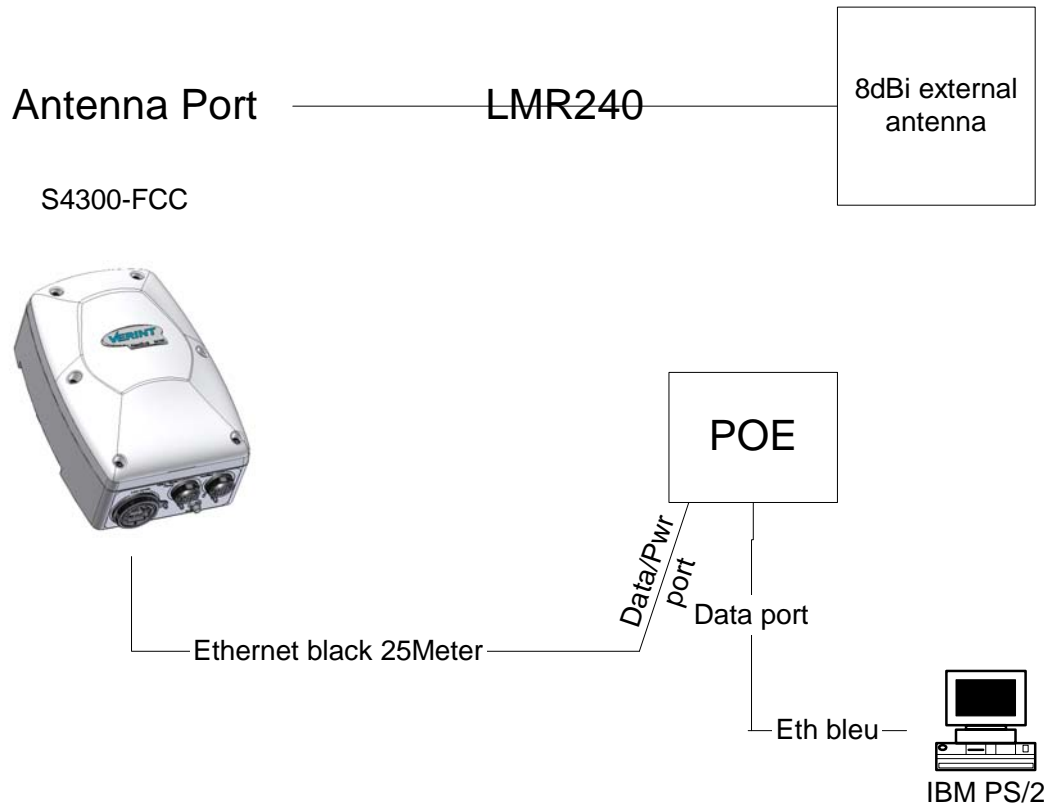 Antenna Port
LMR240
8dBi external
antenna
S4300-FCC
VERINT
POE
Data/Pwr
port
Data port
Ethernet black 25Meter
Eth bleu
IBM PS/2